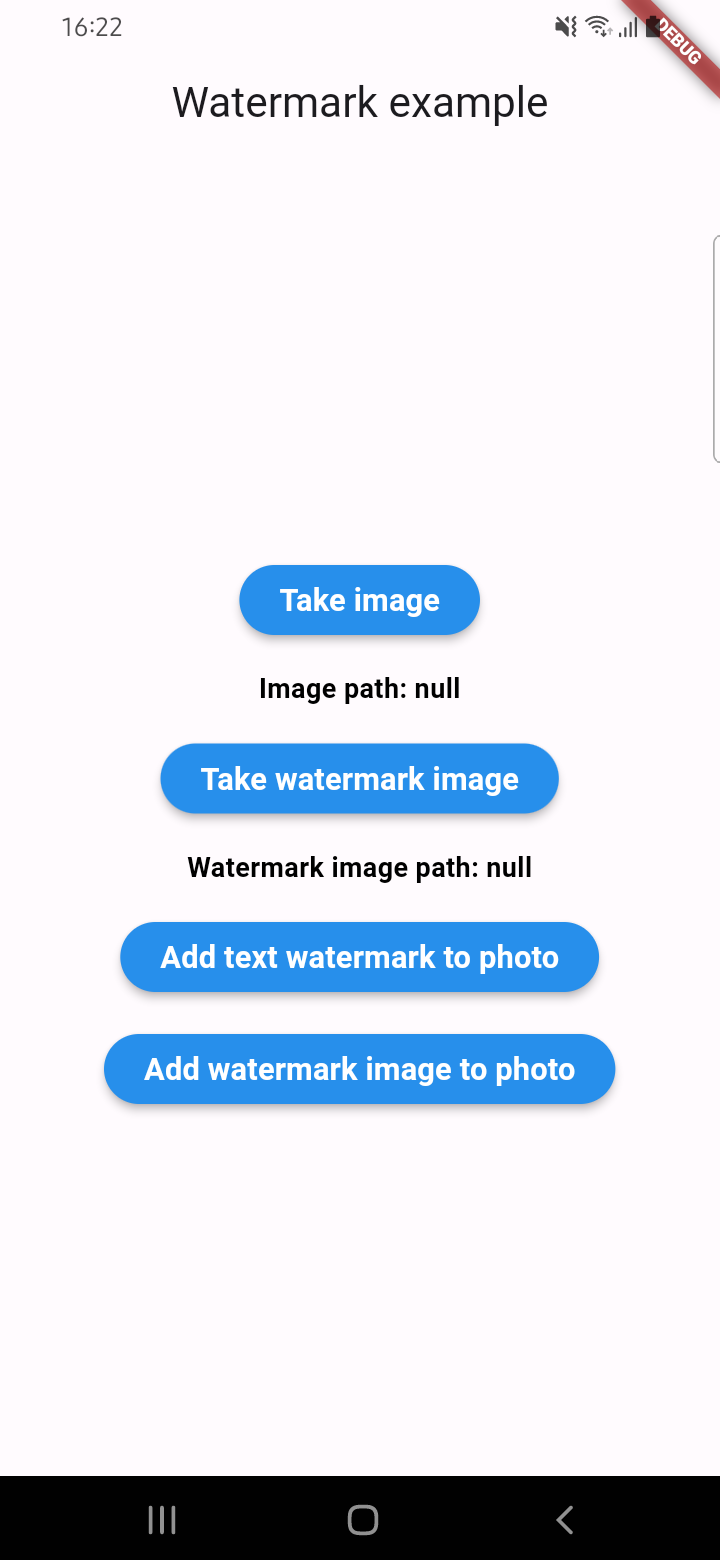 16:22
DEBUG
Watermark example
Take image
Image path: null
Take watermark image
Watermark image path: null
Add text watermark to photo
Add watermark image to photo